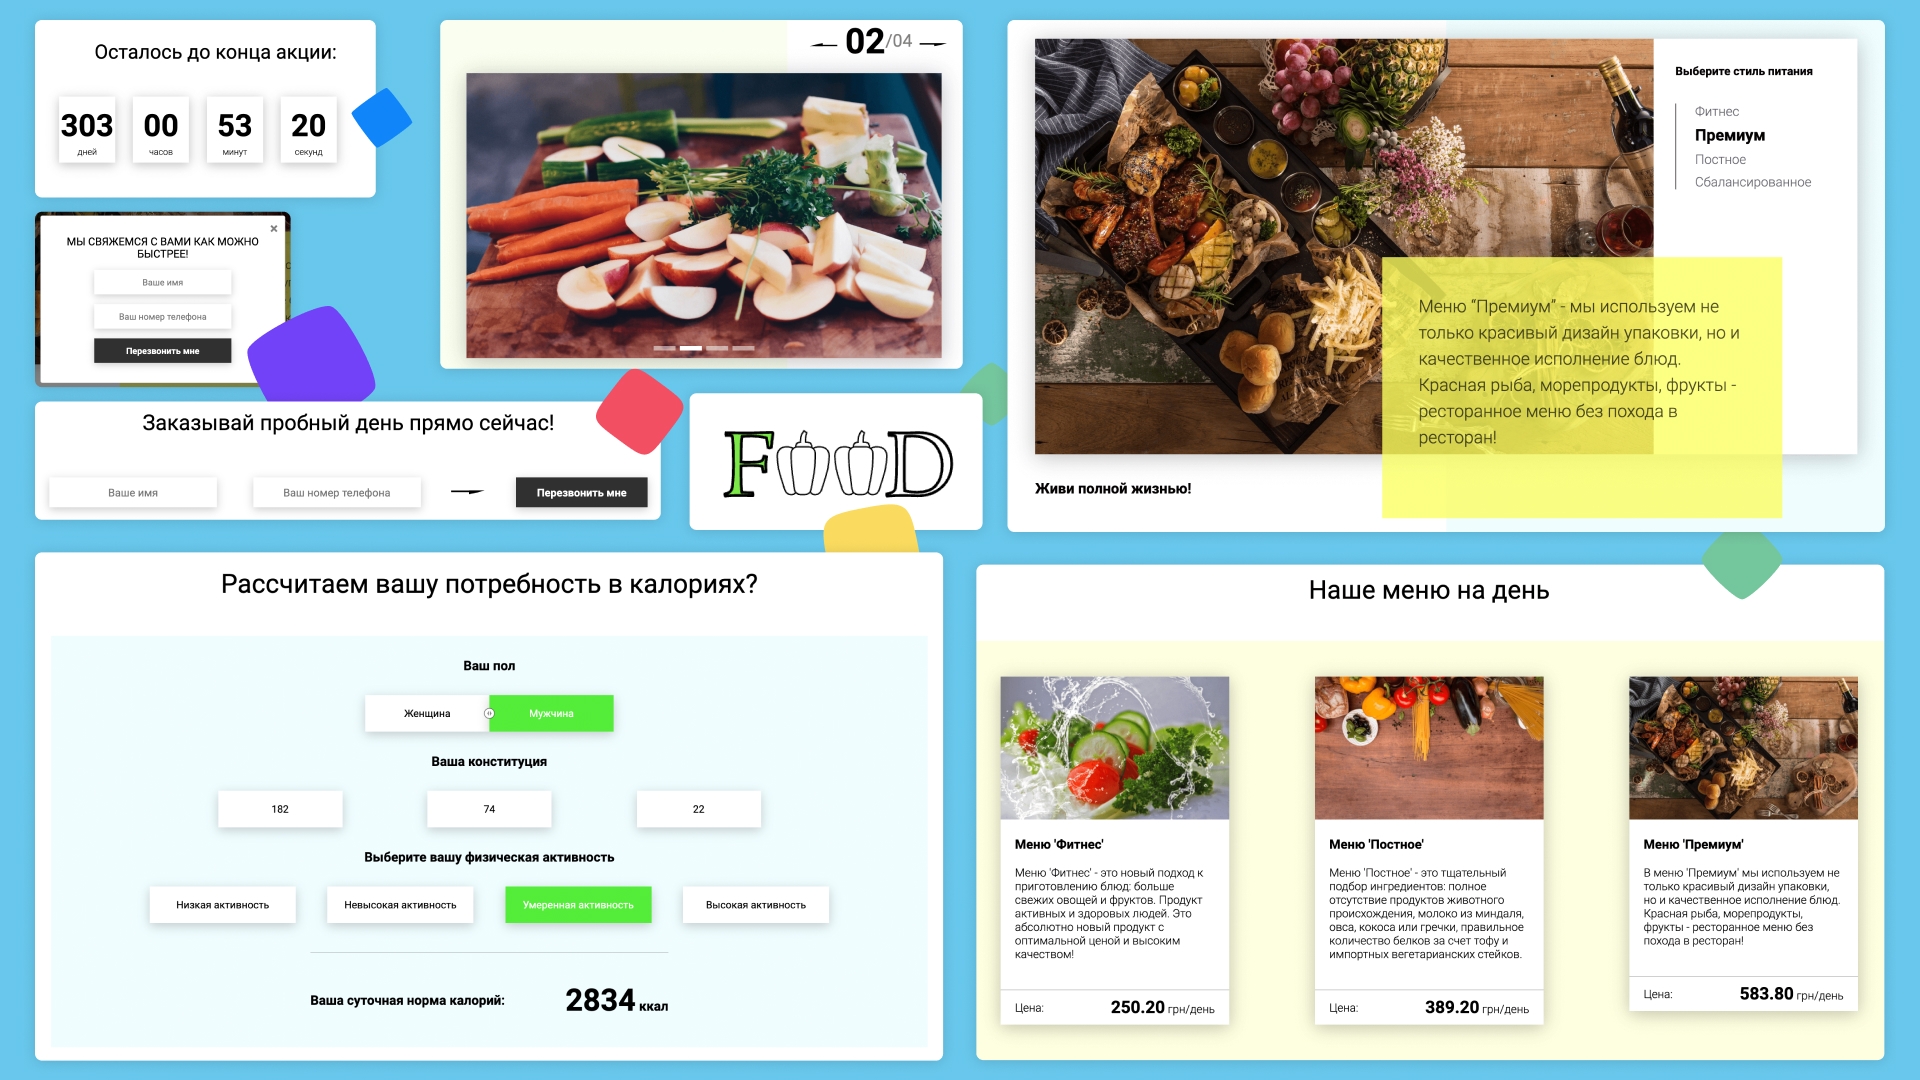 Осталось до конца акции:
303 00 53 20
дней часов минут секунд
МЫ СВЯЖЕМСЯ С ВАМИ КАК МОЖНО
БЫСТРЕЕ!
Ваше имя
Ваш номер телефона
Перезвонить мне
02/04
Выберите стиль питания
Фитнес
Премиум
Постное
Сбалансированное
Меню “Премиум” - мы используем не
только красивый дизайн упаковки, но и
качественное исполнение блюд.
Красная рыба, морепродукты, фрукты -
ресторанное меню без похода в
ресторан!
Живи полной жизнью!
Заказывай пробный день прямо сейчас!
Ваше имя
Ваш номер телефона
Перезвонить мне
FOOD
Рассчитаем вашу потребность в калориях?
Ваш пол
Женщина Мужчина
Ваша конституция
182 74 22
Выберите вашу физическая активность
Низкая активность Невысокая активность Умеренная активность Высокая активность
Ваша суточная норма калорий: 2834 ккал
Наше меню на день
Меню 'Фитнес'
Меню 'Фитнес' - это новый подход к
приготовлению блюд: больше
свежих овощей и фруктов. Продукт
активных и здоровых людей. Это
абсолютно новый продукт с
оптимальной ценой и высоким
качеством!
Цена: 250.20 грн/день
Меню 'Постное'
Меню 'Постное' - это тщательный
подбор ингредиентов: полное
отсутствие продуктов животного
происхождения, молоко из миндаля,
овса, кокоса или гречки, правильное
количество белков за счет тофу и
импортных вегетарианских стейков.
Цена: 389.20 грн/день
Меню 'Премиум'
В меню 'Премиум' мы используем не
только красивый дизайн упаковки,
но и качественное исполнение блюд.
Красная рыба, морепродукты,
фрукты - ресторанное меню без
похода в ресторан!
Цена: 583.80 грн/день